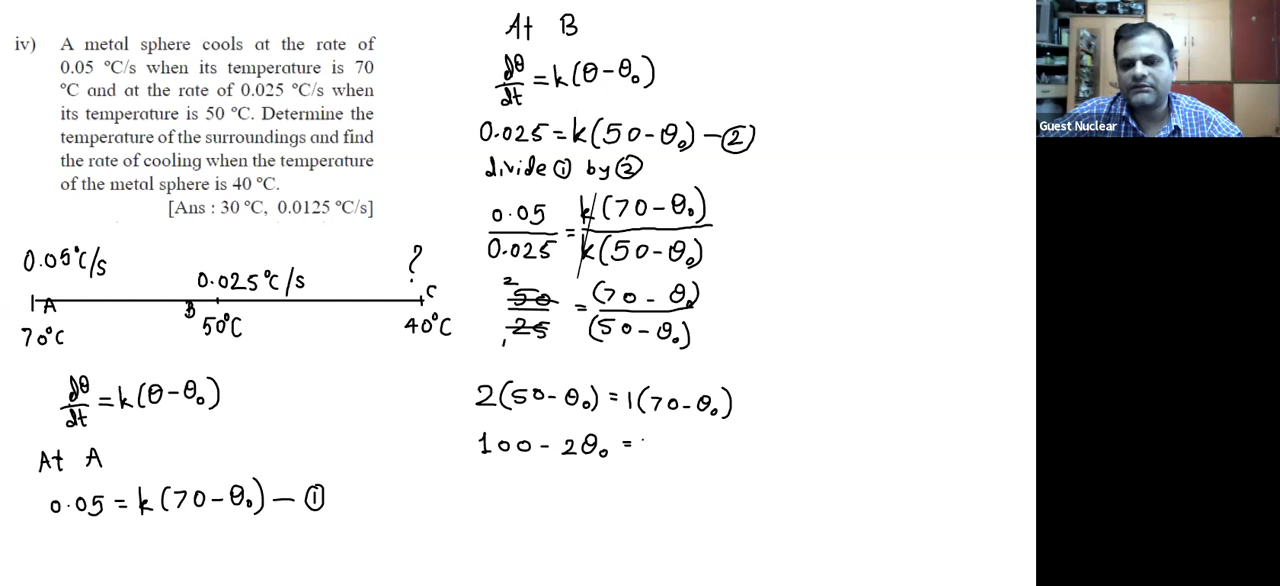 iv) A metal sphere cools at the rate of
0.05 °C/s when its temperature is 70
°C and at the rate of 0.025 °C/s when
its temperature is 50 °C. Determine the
temperature of the surroundings and find
the rate of cooling when the temperature
of the metal sphere is 40 °C.
[Ans : 30 °C, 0.0125 °C/s]
0.05°C/s
0.025°C/s
?
A
B
C
70°C
50°C
40°C
dθ/dt = k(θ-θ₀)
At A
0.05 = k(70-θ₀) — ①
At B
dθ/dt = k(θ-θ₀)
0.025 = k(50-θ₀) — ②
divide ① by ②
0.05/0.025 = k(70-θ₀)/k(50-θ₀)
2
50/25 = (70-θ₀)/(50-θ₀)
1
2(50-θ₀) = 1(70-θ₀)
100 - 2θ₀ =
Guest Nuclear